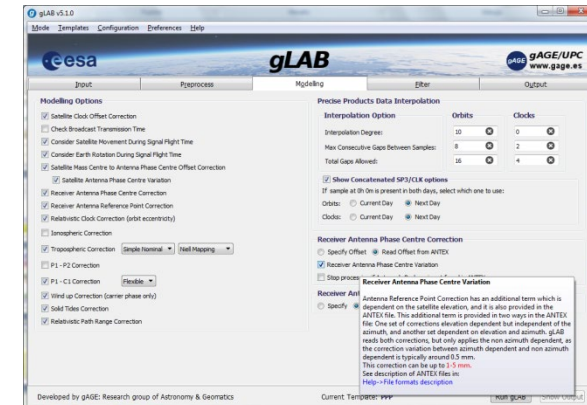 gLAB v5.1.0
Mode Templates Configuration Preferences Help
esa
gLAB
gAGE gAGE/UPC
www.gage.es
Input Preprocess Modeling Filter Output
Modelling Options
Satellite Clock Offset Correction
Check Broadcast Transmission Time
Consider Satellite Movement During Signal Flight Time
Consider Earth Rotation During Signal Flight Time
Satellite Mass Centre to Antenna Phase Centre Offset Correction
Satellite Antenna Phase Centre Variation
Receiver Antenna Phase Centre Correction
Receiver Antenna Reference Point Correction
Relativistic Clock Correction (orbit eccentricity)
Ionospheric Correction
Tropospheric Correction Simple Nominal Niell Mapping
P1 - P2 Correction
P1 - C1 Correction Flexible
Wind up Correction (carrier phase only)
Solid Tides Correction
Relativistic Path Range Correction
Precise Products Data Interpolation
Interpolation Option Orbits Clocks
Interpolation Degree: 10 0
Max Consecutive Gaps Between Samples: 8 2
Total Gaps Allowed: 16 4
Show Concatenated SP3/CLK options
If sample at 0h 0m is present in both days, select which one to use:
Orbits: Current Day Next Day
Clocks: Current Day Next Day
Receiver Antenna Phase Centre Correction
Specify Offset Read Offset from ANTEX
Receiver Antenna Phase Centre Variation
Stop
Receiver Ant
Specify
Receiver Antenna Phase Centre Variation
Antenna Reference Point Correction has an additional term which is
dependent on the satellite elevation, and it is also provided in the
ANTEX file. This additional term is provided in two ways in the ANTEX
file: One set of corrections elevation dependent but independent of the
azimuth, and another set dependent on elevation and azimuth. gLAB
reads both corrections, but only applies the non azimuth dependent, as
the correction variation between azimuth dependent and non azimuth
dependent is typically around 0.5 mm.
This correction can be up to 1-5 mm.
See description of ANTEX files in:
Help->File formats description
Developed by gAGE: Research group of Astronomy & Geomatics
Current Template: PPP
Run gLAB Show Output